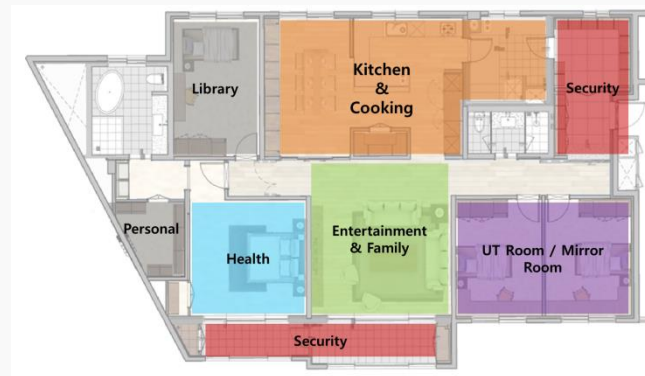 Library
Kitchen
&
Cooking
Security
Personal
Health
Entertainment
& Family
UT Room / Mirror
Room
Security